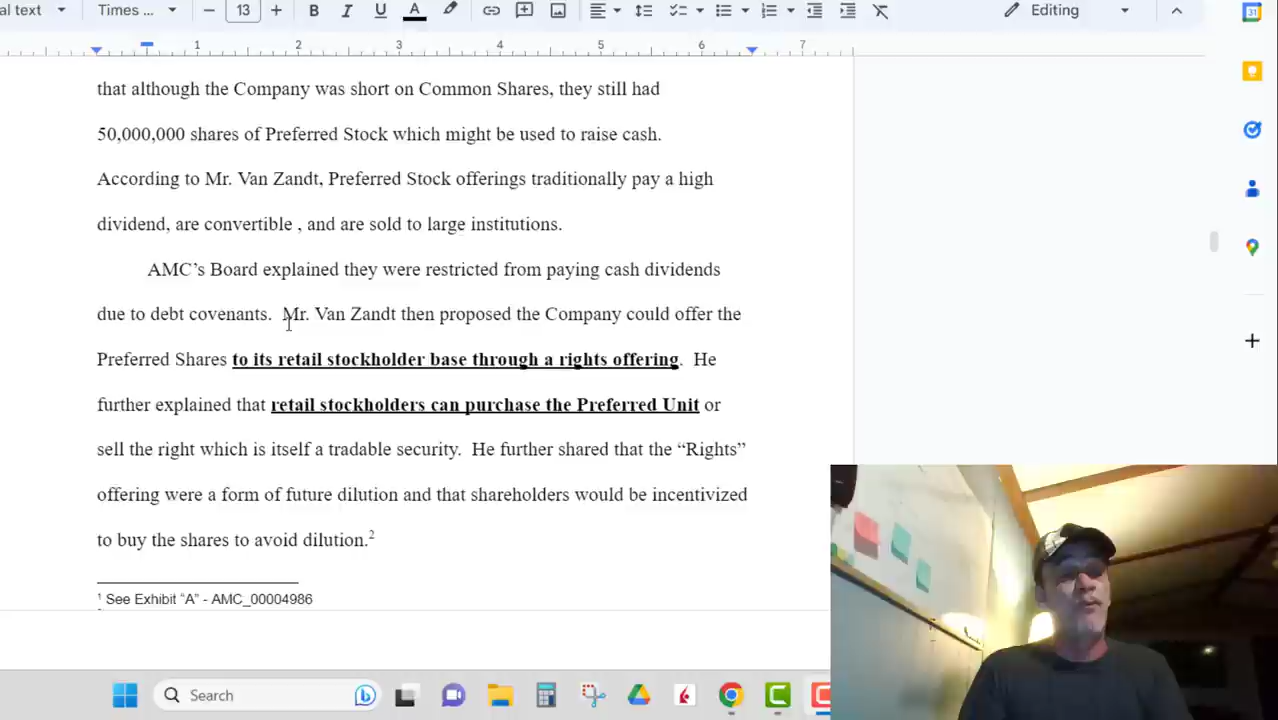 al text Times ... 13 B I U A Editing
1 2 3 4 5 6 7
that although the Company was short on Common Shares, they still had
50,000,000 shares of Preferred Stock which might be used to raise cash.
According to Mr. Van Zandt, Preferred Stock offerings traditionally pay a high
dividend, are convertible , and are sold to large institutions.
AMC’s Board explained they were restricted from paying cash dividends
due to debt covenants.  Mr. Van Zandt then proposed the Company could offer the
Preferred Shares to its retail stockholder base through a rights offering.  He
further explained that retail stockholders can purchase the Preferred Unit or
sell the right which is itself a tradable security.  He further shared that the “Rights”
offering were a form of future dilution and that shareholders would be incentivized
to buy the shares to avoid dilution.2
1 See Exhibit “A” - AMC_00004986
Search
31